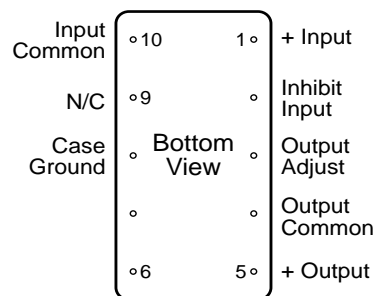 Input
Common
10
1
+ Input
N/C
9
Inhibit
Input
Case
Ground
Bottom
View
Output
Adjust
Output
Common
6
5
+ Output